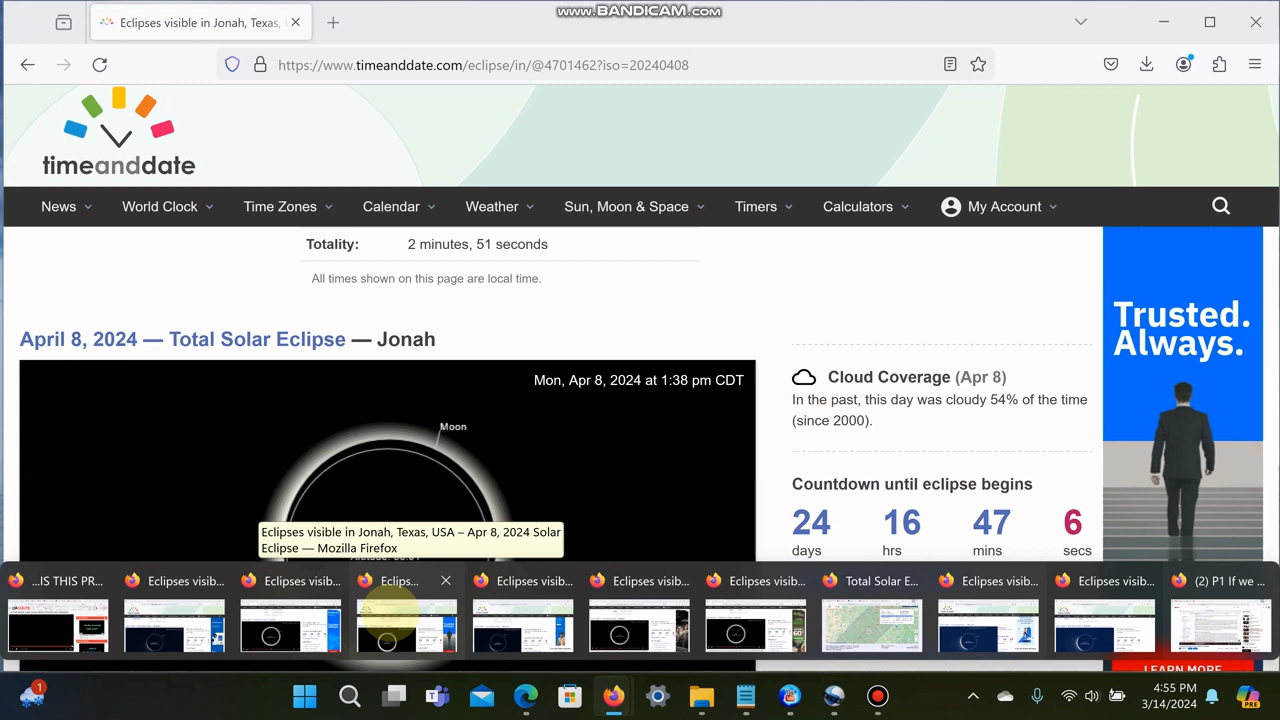 www.BANDICAM.com
Eclipses visible in Jonah, Texas,
https://www.timeanddate.com/eclipse/in/@4701462?iso=20240408
timeanddate
News World Clock Time Zones Calendar Weather Sun, Moon & Space Timers Calculators My Account
Totality: 2 minutes, 51 seconds
All times shown on this page are local time.
April 8, 2024 — Total Solar Eclipse — Jonah
Mon, Apr 8, 2024 at 1:38 pm CDT
Moon
Cloud Coverage (Apr 8)
In the past, this day was cloudy 54% of the time
(since 2000).
Countdown until eclipse begins
24 16 47 6
days hrs mins secs
Trusted.
Always.
Eclipses visible in Jonah, Texas, USA – Apr 8, 2024 Solar
Eclipse — Mozilla Firefox
...IS THIS PR... Eclipses visib... Eclipses visib... Eclips... Eclipses visib... Eclipses visib... Eclipses visib... Total Solar E... Eclipses visib... Eclipses visib... (2) P1 If we ...
LEARN MORE
1
PRE
4:55 PM
3/14/2024